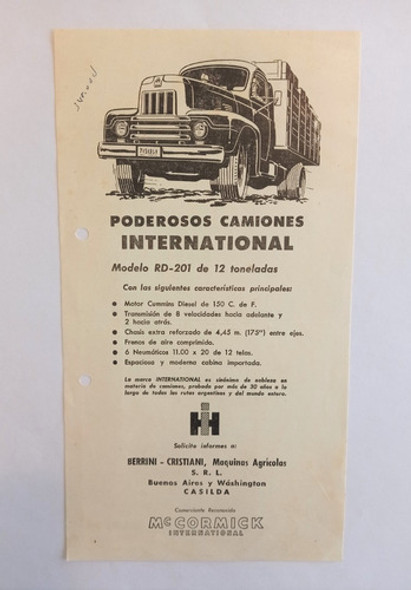 PODEROSOS CAMIONES
INTERNATIONAL
Modelo RD-201 de 12 toneladas
Con las siguientes características principales:
Motor Cummins Diesel de 150 C. de F.
Transmisión de 8 velocidades hacia adelante y
2 hacia atrás.
Chasis extra reforzado de 4,45 m. (175") entre ejes.
Frenos de aire comprimido.
6 Neumáticos 11.00 x 20 de 12 telas.
Espaciosa y moderna cabina importada.
La marca INTERNATIONAL es sinónimo de nobleza en
materia de camiones, probada por más de 30 años a lo
largo de todas las rutas argentinas y del mundo entero.
IH
Solicite informes a:
BERRINI - CRISTIANI, Maquinas Agrícolas
S. R. L.
Buenos Aires y Wáshington
CASILDA
Comerciante Reconocido
McCORMICK
INTERNATIONAL